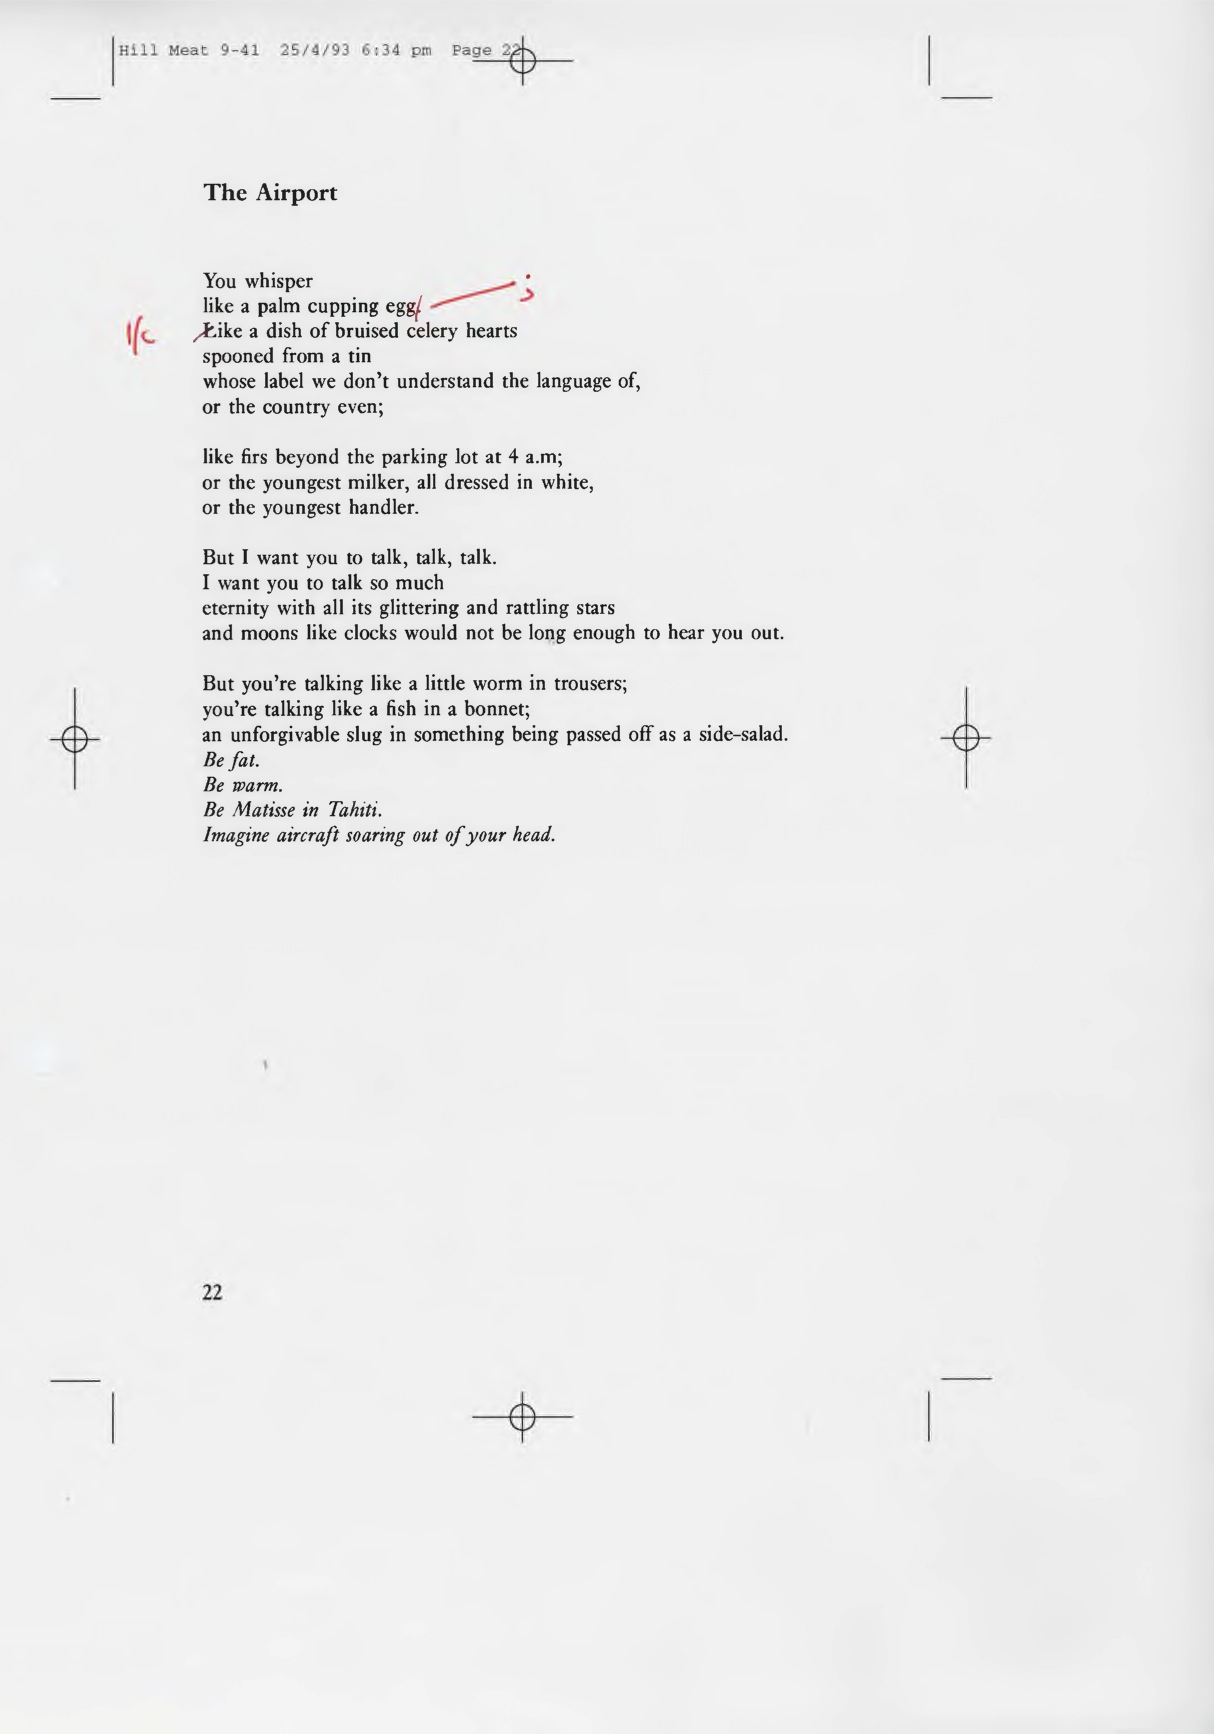 Hill Meat 9-41 25/4/93 6:34 pm Page 22
The Airport
You whisper
;
like a palm cupping egg.
l/c
Like a dish of bruised celery hearts
spooned from a tin
whose label we don't understand the language of,
or the country even;
like firs beyond the parking lot at 4 a.m;
or the youngest milker, all dressed in white,
or the youngest handler.
But I want you to talk, talk, talk.
I want you to talk so much
eternity with all its glittering and rattling stars
and moons like clocks would not be long enough to hear you out.
But you're talking like a little worm in trousers;
you're talking like a fish in a bonnet;
an unforgivable slug in something being passed off as a side-salad.
Be fat.
Be warm.
Be Matisse in Tahiti.
Imagine aircraft soaring out of your head.
22